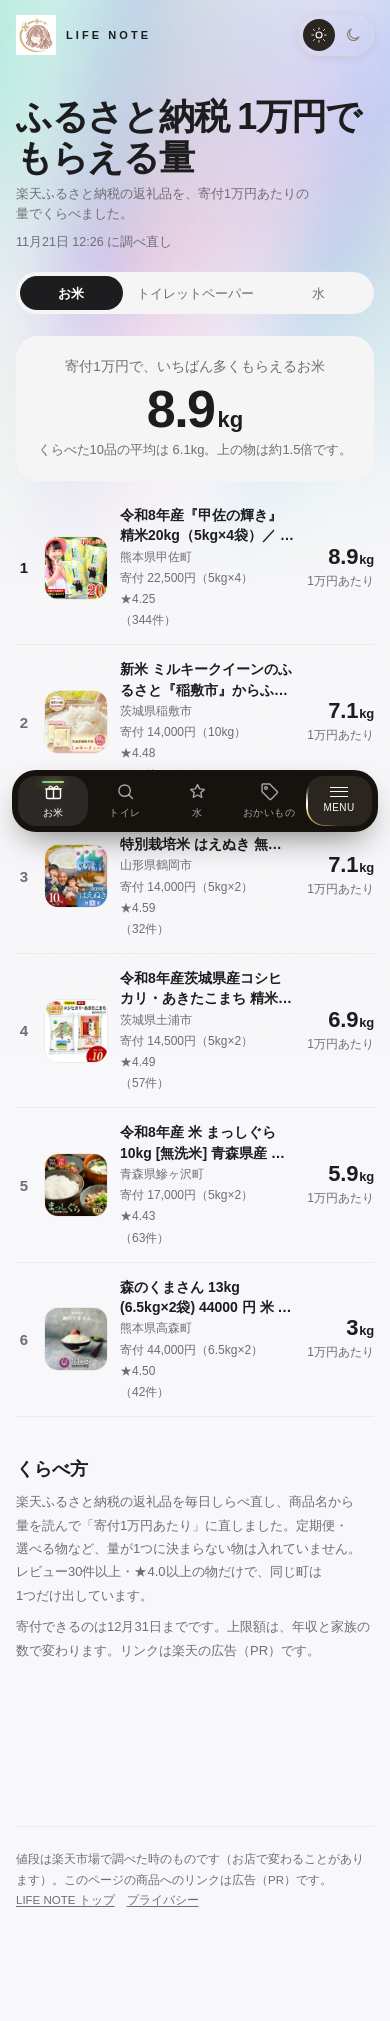 LIFE NOTE
ふるさと納税 1万円で
もらえる量
楽天ふるさと納税の返礼品を、寄付1万円あたりの
量でくらべました。
11月21日 12:26 に調べ直し
お米
トイレットペーパー
水
寄付1万円で、いちばん多くもらえるお米
8.9kg
くらべた10品の平均は 6.1kg。上の物は約1.5倍です。
1
令和8年産『甲佐の輝き』
精米20kg（5kg×4袋）／ …
熊本県甲佐町
寄付 22,500円（5kg×4）
★4.25
（344件）
8.9kg
1万円あたり
2
新米 ミルキークイーンのふ
るさと『稲敷市』からふ…
茨城県稲敷市
寄付 14,000円（10kg）
★4.48
7.1kg
1万円あたり
お米
トイレ
水
おかいもの
MENU
3
特別栽培米 はえぬき 無…
山形県鶴岡市
寄付 14,000円（5kg×2）
★4.59
（32件）
7.1kg
1万円あたり
4
令和8年産茨城県産コシヒ
カリ・あきたこまち 精米…
茨城県土浦市
寄付 14,500円（5kg×2）
★4.49
（57件）
6.9kg
1万円あたり
5
令和8年産 米 まっしぐら
10kg [無洗米] 青森県産 …
青森県鰺ヶ沢町
寄付 17,000円（5kg×2）
★4.43
（63件）
5.9kg
1万円あたり
6
森のくまさん 13kg
(6.5kg×2袋) 44000 円 米 …
熊本県高森町
寄付 44,000円（6.5kg×2）
★4.50
（42件）
3kg
1万円あたり
くらべ方
楽天ふるさと納税の返礼品を毎日しらべ直し、商品名から
量を読んで「寄付1万円あたり」に直しました。定期便・
選べる物など、量が1つに決まらない物は入れていません。
レビュー30件以上・★4.0以上の物だけで、同じ町は
1つだけ出しています。
寄付できるのは12月31日までです。上限額は、年収と家族の
数で変わります。リンクは楽天の広告（PR）です。
値段は楽天市場で調べた時のものです（お店で変わることがあり
ます）。このページの商品へのリンクは広告（PR）です。
LIFE NOTE トップ プライバシー